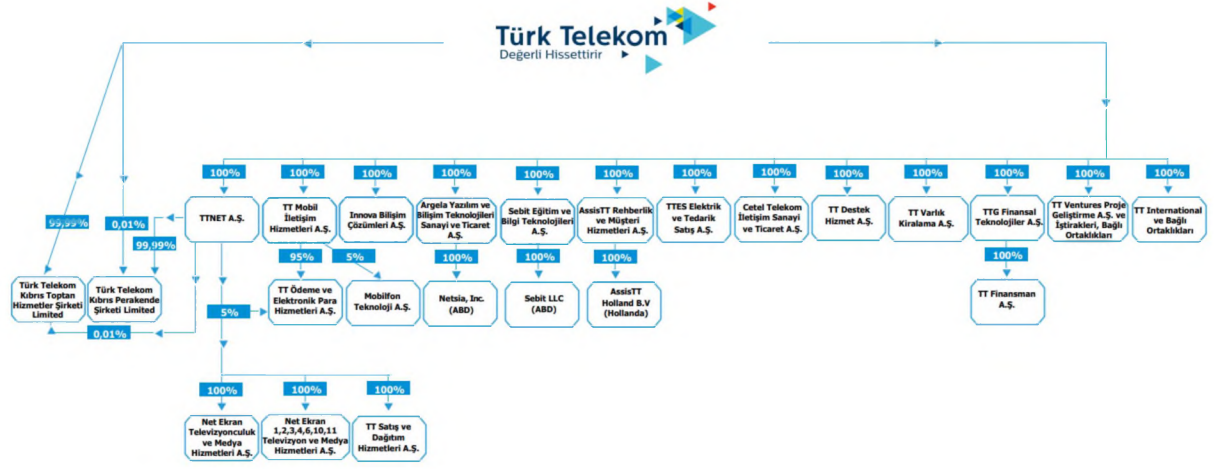 Türk Telekom
Değerli Hissettirir
100%
100%
100%
100%
100%
100%
100%
100%
100%
100%
100%
100%
100%
99,99%
0,01%
99,99%
TTNET A.Ş.
TT Mobil
İletişim
Hizmetleri A.Ş.
Innova Bilişim
Çözümleri A.Ş.
Argela Yazılım ve
Bilişim Teknolojileri
Sanayi ve Ticaret
A.Ş.
Sebit Eğitim ve
Bilgi Teknolojileri
A.Ş.
AssisTT Rehberlik
ve Müşteri
Hizmetleri A.Ş.
TTES Elektrik
ve Tedarik
Satış A.Ş.
Cetel Telekom
İletişim Sanayi
ve Ticaret A.Ş.
TT Destek
Hizmet A.Ş.
TT Varlık
Kiralama A.Ş.
TTG Finansal
Teknolojiler A.Ş.
TT Ventures Proje
Geliştirme A.Ş. ve
İştirakleri, Bağlı
Ortaklıkları
TT International
ve Bağlı
Ortaklıkları
95%
5%
100%
100%
100%
100%
Türk Telekom
Kıbrıs Toptan
Hizmetler Şirketi
Limited
Türk Telekom
Kıbrıs Perakende
Şirketi Limited
TT Ödeme ve
Elektronik Para
Hizmetleri A.Ş.
Mobilfon
Teknoloji A.Ş.
Netsia, Inc.
(ABD)
Sebit LLC
(ABD)
AssisTT
Holland B.V
(Hollanda)
TT Finansman
A.Ş.
5%
0,01%
100%
100%
100%
Net Ekran
Televizyonculuk
ve Medya
Hizmetleri A.Ş.
Net Ekran
1,2,3,4,6,10,11
Televizyon ve Medya
Hizmetleri A.Ş.
TT Satış ve
Dağıtım
Hizmetleri A.Ş.